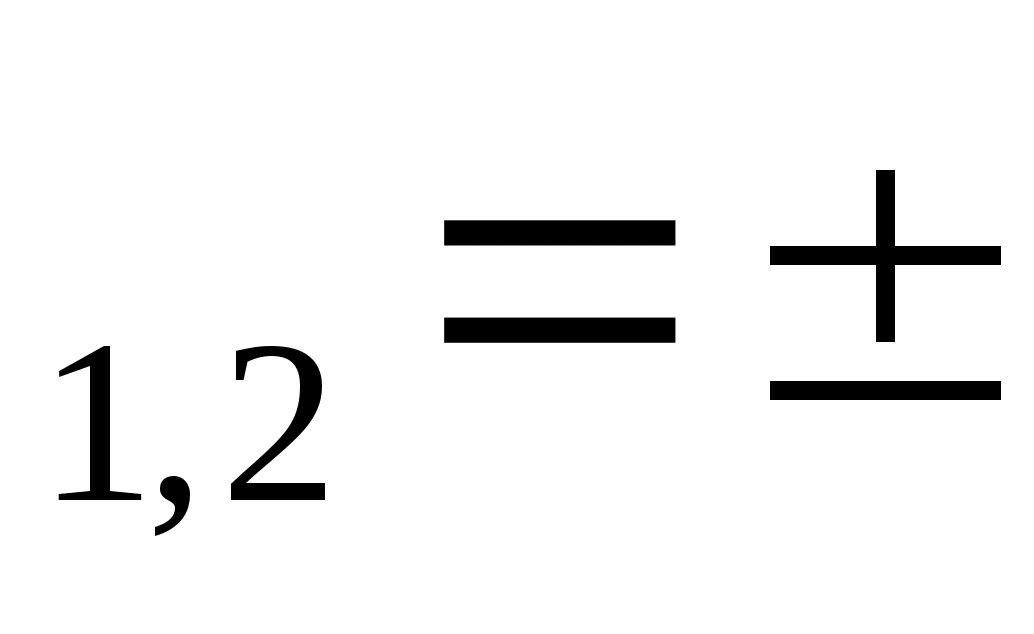 1,2 = ±